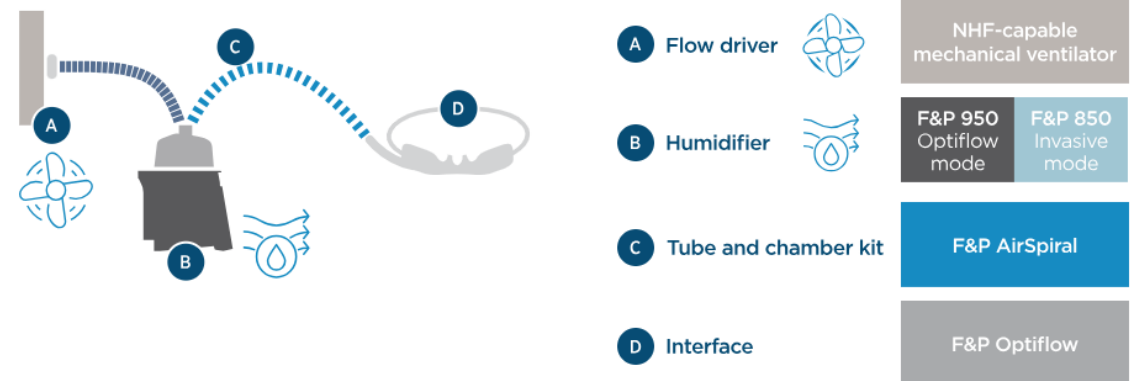 C
D
A
B
A Flow driver
NHF-capable
mechanical ventilator
B Humidifier
F&P 950
Optiflow
mode
F&P 850
Invasive
mode
C Tube and chamber kit
F&P AirSpiral
D Interface
F&P Optiflow